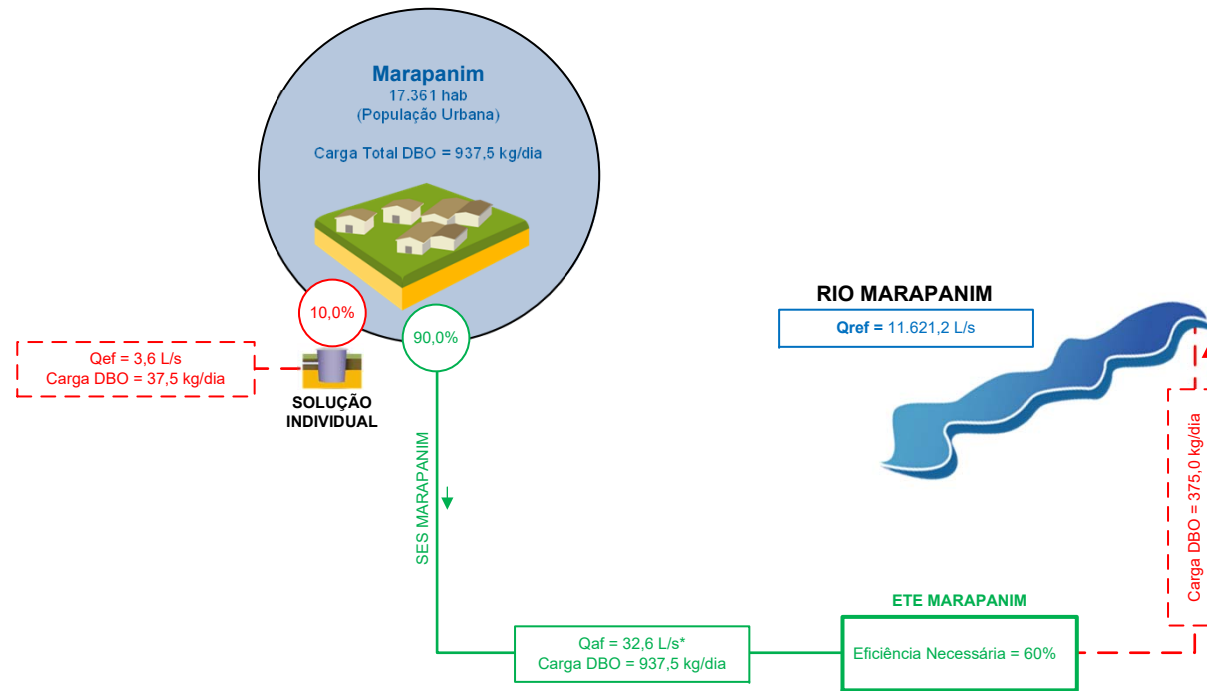 Marapanim
17.361 hab
(População Urbana)
Carga Total DBO = 937,5 kg/dia
10,0%
90,0%
Qef = 3,6 L/s
Carga DBO = 37,5 kg/dia
SOLUÇÃO
INDIVIDUAL
SES MARAPANIM
RIO MARAPANIM
Qref = 11.621,2 L/s
Carga DBO = 375,0 kg/dia
Qaf = 32,6 L/s*
Carga DBO = 937,5 kg/dia
ETE MARAPANIM
Eficiência Necessária = 60%